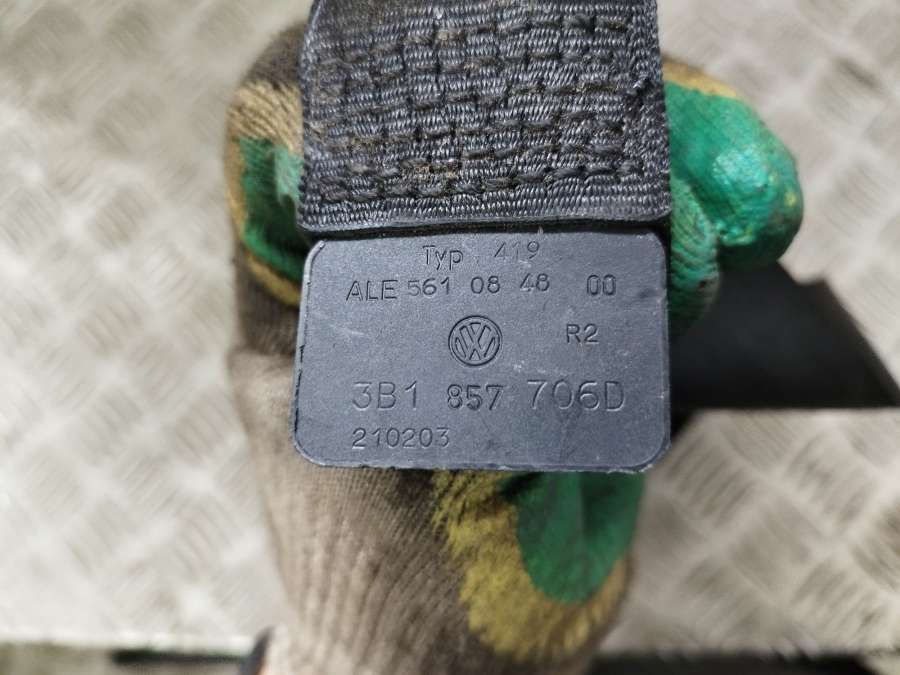 Typ 419
ALE 561 08 48 00
R2
3B1 857 706D
210203